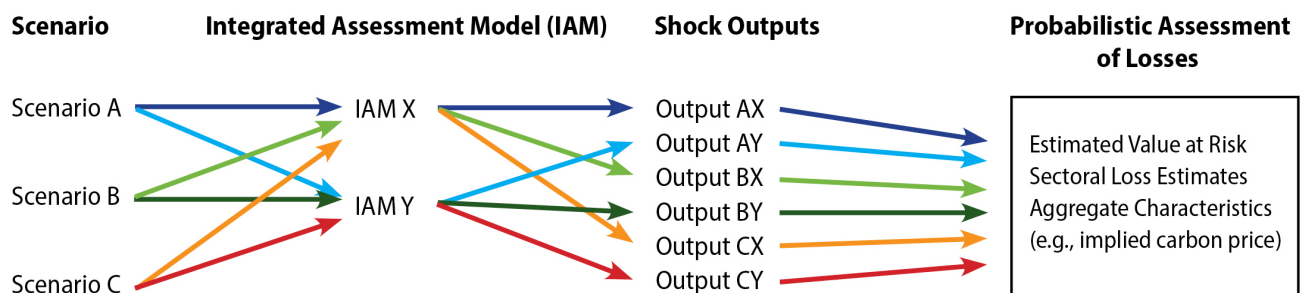 Scenario
Integrated Assessment Model (IAM)
Shock Outputs
Probabilistic Assessment
of Losses
Scenario A
Scenario B
Scenario C
IAM X
IAM Y
Output AX
Output AY
Output BX
Output BY
Output CX
Output CY
Estimated Value at Risk
Sectoral Loss Estimates
Aggregate Characteristics
(e.g., implied carbon price)